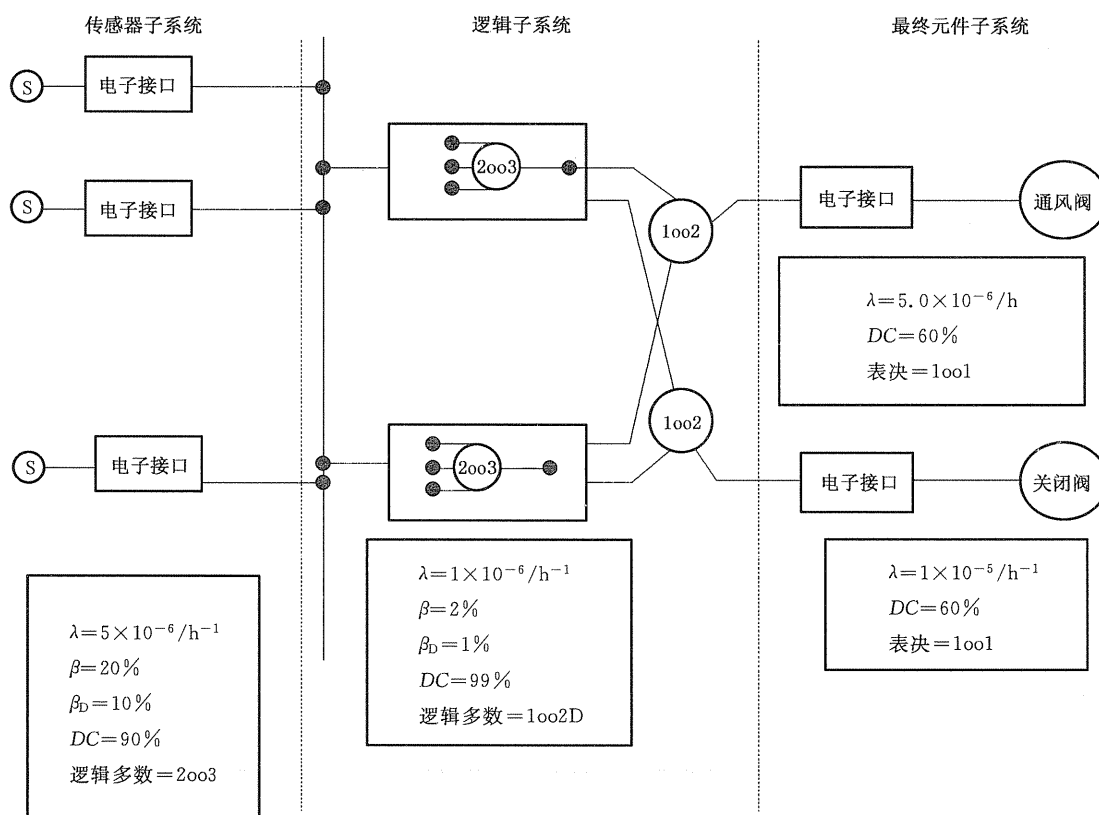 传感器子系统
逻辑子系统
最终元件子系统
S
电子接口
S
电子接口
S
电子接口
2oo3
1oo2
2oo3
1oo2
电子接口
通风阀
λ=5.0×10⁻⁶/h
DC=60%
表决=1oo1
电子接口
关闭阀
λ=1×10⁻⁵/h⁻¹
DC=60%
表决=1oo1
λ=1×10⁻⁶/h⁻¹
β=2%
β_D=1%
DC=99%
逻辑多数=1oo2D
λ=5×10⁻⁶/h⁻¹
β=20%
β_D=10%
DC=90%
逻辑多数=2oo3